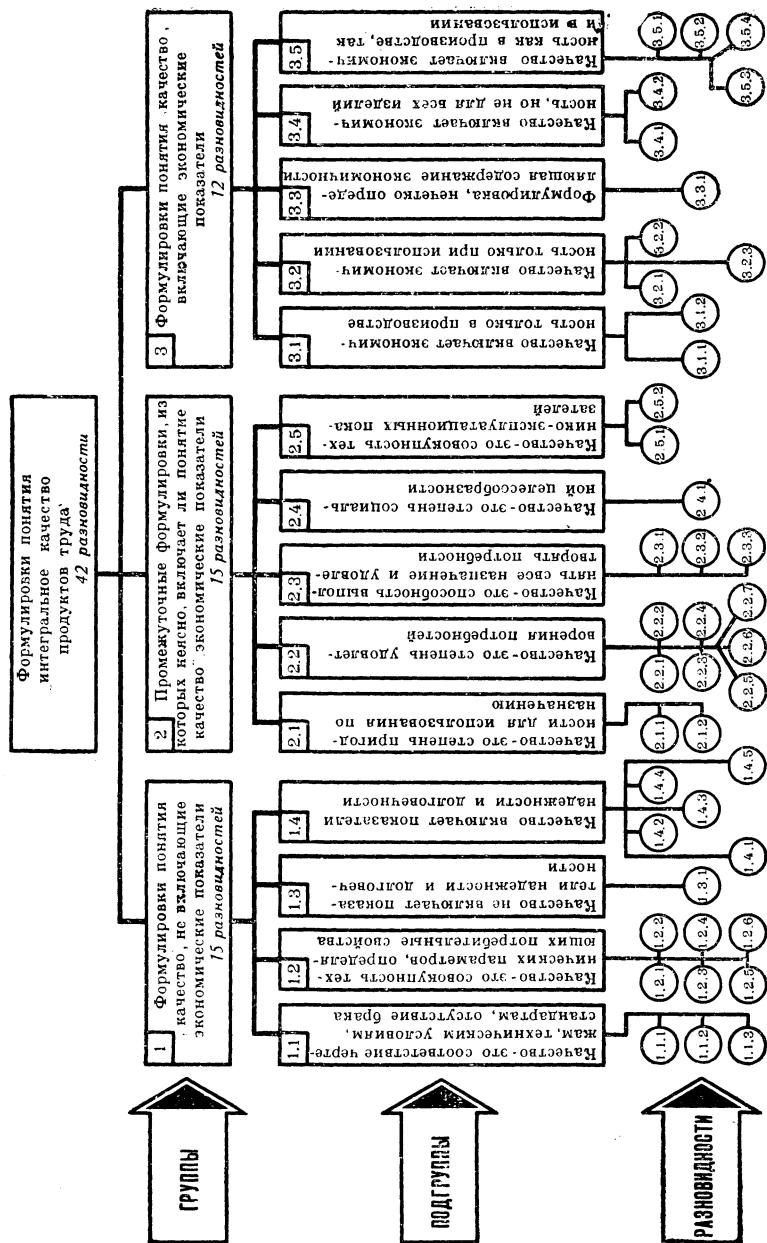 Формулировки понятия
интегральное качество
продуктов труда
42 разновидности
ГРУППЫ
1 Формулировки понятия
качество, не включающие
экономические показатели
15 разновидностей
2 Промежуточные формулировки, из
которых неясно, включает ли понятие
качество экономические показатели
15 разновидностей
3 Формулировки понятия качество,
включающие экономические
показатели
12 разновидностей
ПОДГРУППЫ
1.1
Качество-это соответствие черте-
жам, техническим условиям,
стандартам, отсутствие брака
1.2
Качество-это совокупность тех-
нических параметров, определя-
ющих потребительные свойства
1.3
Качество не включает показа-
тели надежности и долговеч-
ности
1.4
Качество включает показатели
надежности и долговечности
2.1
Качество-это степень пригод-
ности для использования по
назначению
2.2
Качество-это степень удовлет-
ворения потребностей
2.3
Качество-это способность выпол-
нять свое назначение и удовле-
творять потребности
2.4
Качество-это степень социаль-
ной целесообразности
2.5
Качество-это совокупность тех-
нико-эксплуатационных пока-
зателей
3.1
Качество включает экономич-
ность только в производстве
3.2
Качество включает экономич-
ность только при использовании
3.3
Формулировка, нечетко опреде-
ляющая содержание экономичности
3.4
Качество включает экономич-
ность, но не для всех изделий
3.5
Качество включает экономич-
ность как в производстве, так
и в использовании
РАЗНОВИДНОСТИ
1.1.1
1.1.2
1.1.3
1.2.1
1.2.2
1.2.3
1.2.4
1.2.5
1.2.6
1.3.1
1.4.1
1.4.2
1.4.3
1.4.4
1.4.5
2.1.1
2.1.2
2.2.1
2.2.2
2.2.3
2.2.4
2.2.5
2.2.6
2.2.7
2.3.1
2.3.2
2.3.3
2.4.1
2.5.1
2.5.2
3.1.1
3.1.2
3.2.1
3.2.2
3.2.3
3.3.1
3.4.1
3.4.2
3.5.1
3.5.2
3.5.3
3.5.4